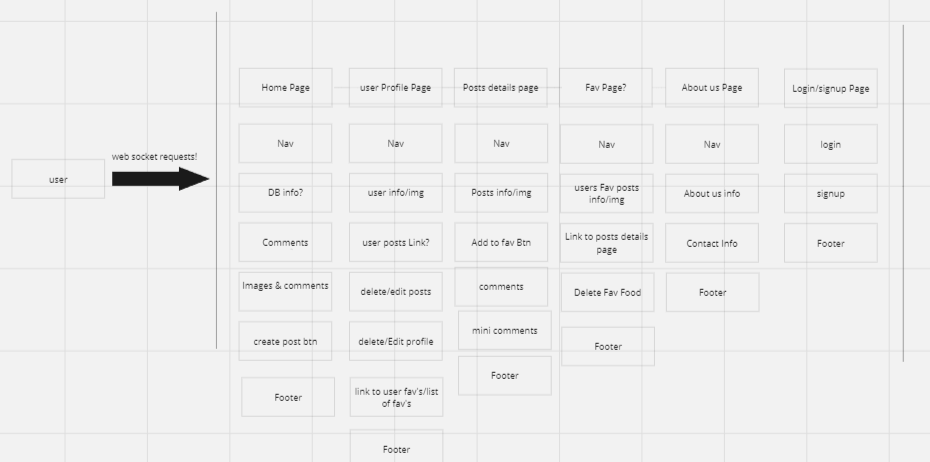 Home Page
user Profile Page
Posts details page
Fav Page?
About us Page
Login/signup Page
Nav
Nav
Nav
Nav
Nav
login
web socket requests!
user
DB info?
user info/img
Posts info/img
users Fav posts
info/img
About us info
signup
Comments
user posts Link?
Add to fav Btn
Link to posts details
page
Contact Info
Footer
Images & comments
delete/edit posts
comments
Delete Fav Food
Footer
create post btn
delete/Edit profile
mini comments
Footer
Footer
link to user fav's/list
of fav's
Footer
Footer